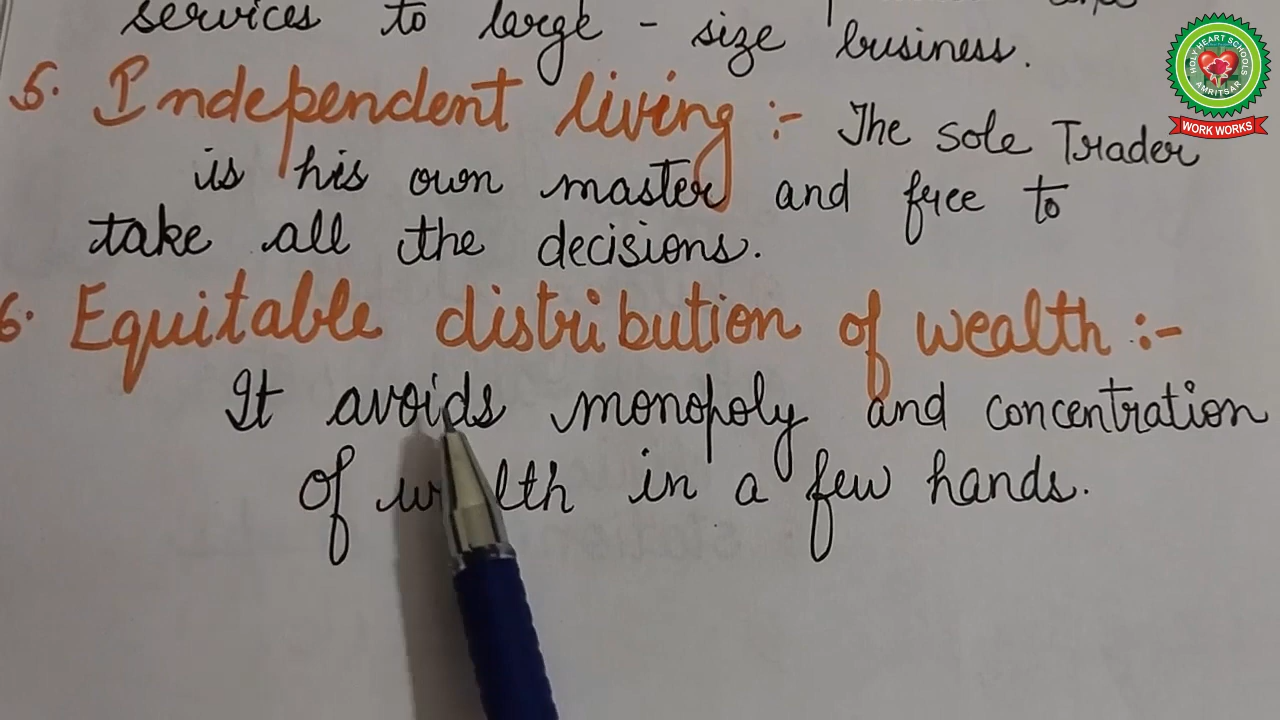 services to large - size business.
5. Independent living :- The sole Trader
is his own master and free to
take all the decisions.
6. Equitable distribution of wealth :-
It avoids monopoly and concentration
of wealth in a few hands.
HOLY HEART SCHOOLS
AMRITSAR
WORK WORKS